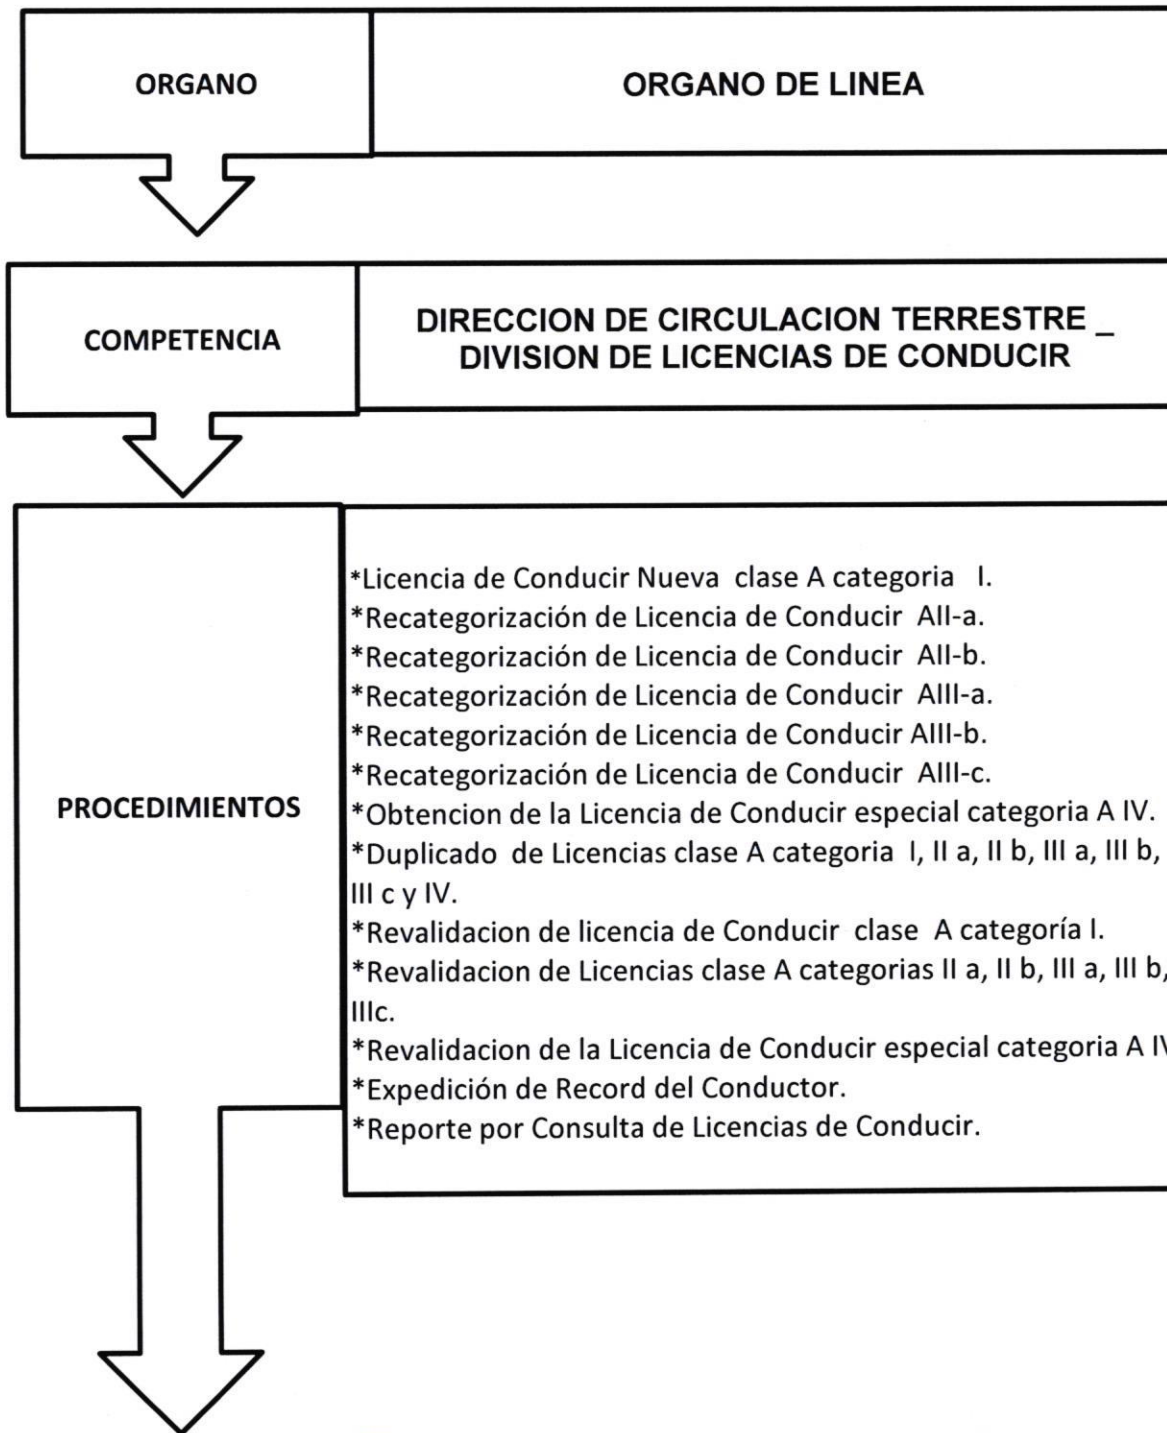 ORGANO
ORGANO DE LINEA
COMPETENCIA
DIRECCION DE CIRCULACION TERRESTRE _
DIVISION DE LICENCIAS DE CONDUCIR
PROCEDIMIENTOS
*Licencia de Conducir Nueva clase A categoria I.
*Recategorización de Licencia de Conducir AII-a.
*Recategorización de Licencia de Conducir AII-b.
*Recategorización de Licencia de Conducir AIII-a.
*Recategorización de Licencia de Conducir AIII-b.
*Recategorización de Licencia de Conducir AIII-c.
*Obtencion de la Licencia de Conducir especial categoria A IV.
*Duplicado de Licencias clase A categoria I, II a, II b, III a, III b,
III c y IV.
*Revalidacion de licencia de Conducir clase A categoría I.
*Revalidacion de Licencias clase A categorias II a, II b, III a, III b,
IIIc.
*Revalidacion de la Licencia de Conducir especial categoria A IV
*Expedición de Record del Conductor.
*Reporte por Consulta de Licencias de Conducir.